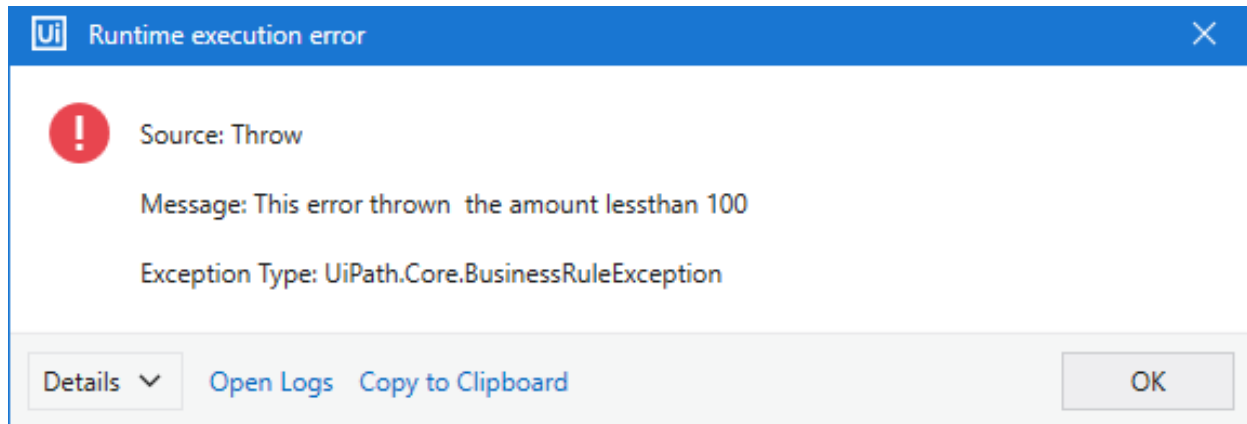 Ui Runtime execution error
Source: Throw
Message: This error thrown  the amount lessthan 100
Exception Type: UiPath.Core.BusinessRuleException
Details Open Logs Copy to Clipboard OK